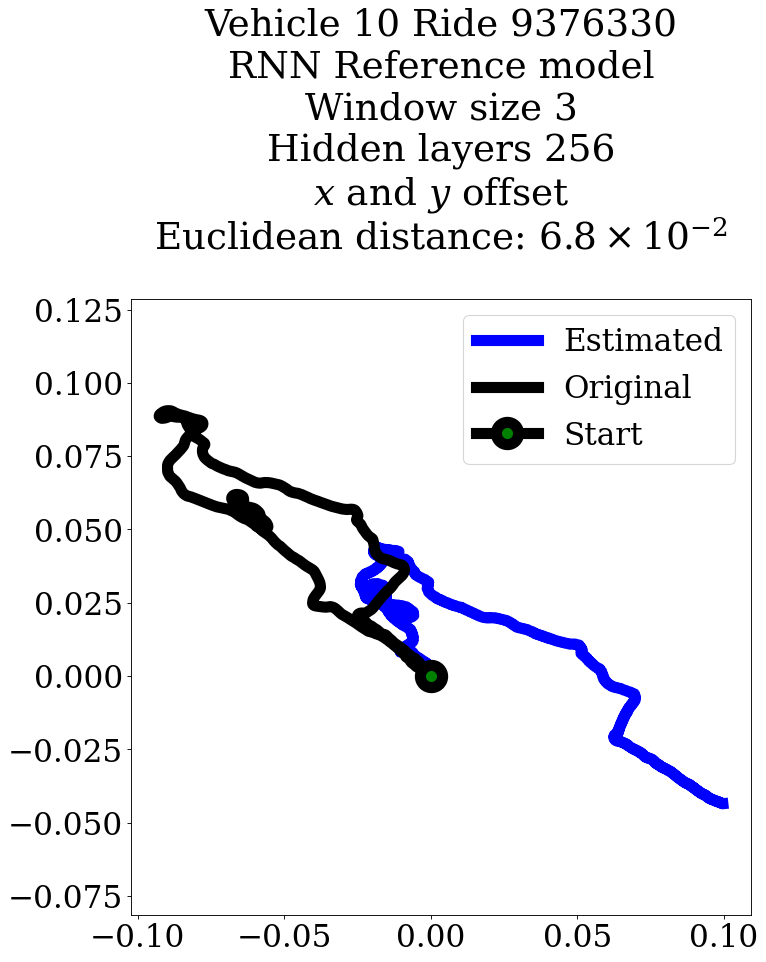 Vehicle 10 Ride 9376330
RNN Reference model
Window size 3
Hidden layers 256
x and y offset
Euclidean distance: 6.8 × 10⁻²
Estimated
Original
Start
0.125
0.100
0.075
0.050
0.025
0.000
−0.025
−0.050
−0.075
−0.10 −0.05 0.00 0.05 0.10